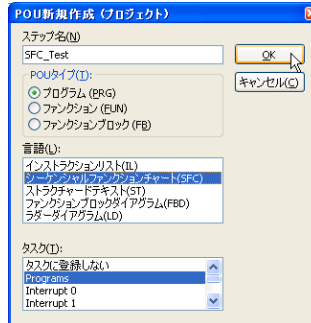 POU新規作成 (プロジェクト)
ステップ名(N)
SFC_Test
OK
キャンセル(C)
POUタイプ(T):
プログラム (PRG)
ファンクション (FUN)
ファンクションブロック (FB)
言語(L):
インストラクションリスト(IL)
シーケンシャルファンクションチャート(SFC)
ストラクチャードテキスト(ST)
ファンクションブロックダイアグラム(FBD)
ラダーダイアグラム(LD)
タスク(T):
タスクに登録しない
Programs
Interrupt 0
Interrupt 1